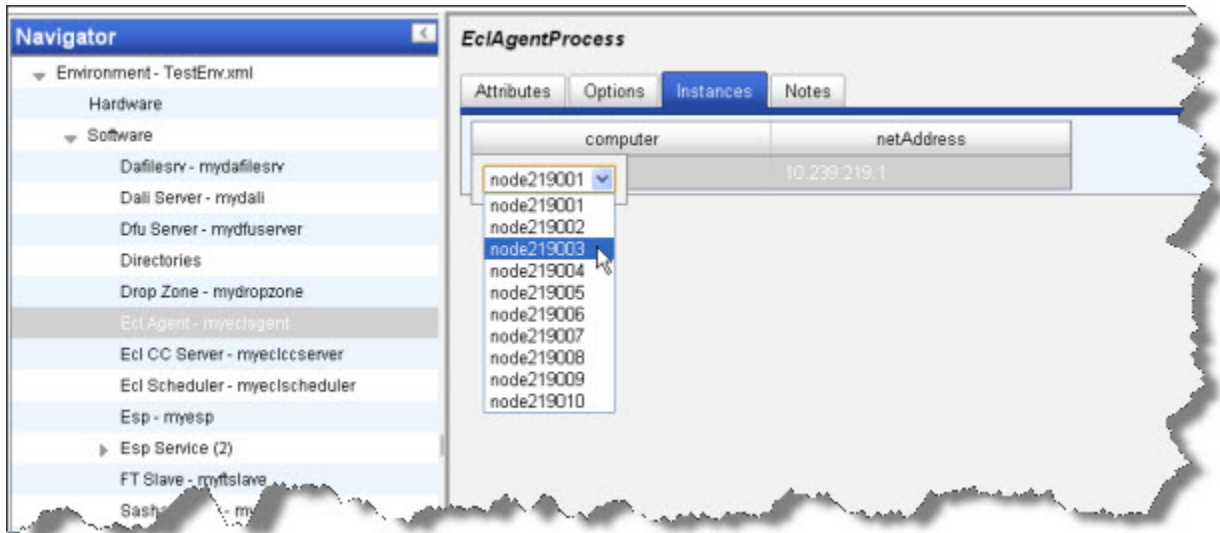 Navigator
Environment - TestEnv.xml
Hardware
Software
Dafilesrv - mydafilesrv
Dali Server - mydali
Dfu Server - mydfuserver
Directories
Drop Zone - mydropzone
Ecl Agent - myeclagent
Ecl CC Server - myeclccserver
Ecl Scheduler - myeclscheduler
Esp - myesp
Esp Service (2)
FT Slave - myftslave
Sasha - my
EclAgentProcess
Attributes Options Instances Notes
computer netAddress
node219001 10.239.219.1
node219001
node219002
node219003
node219004
node219005
node219006
node219007
node219008
node219009
node219010